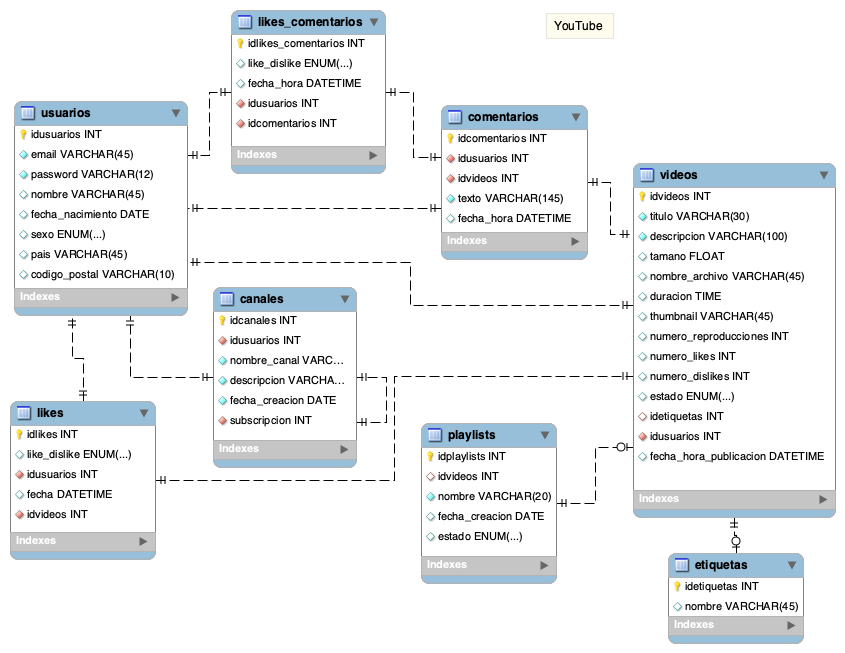 YouTube
likes_comentarios
idlikes_comentarios INT
like_dislike ENUM(...)
fecha_hora DATETIME
idusuarios INT
idcomentarios INT
Indexes
usuarios
idusuarios INT
email VARCHAR(45)
password VARCHAR(12)
nombre VARCHAR(45)
fecha_nacimiento DATE
sexo ENUM(...)
pais VARCHAR(45)
codigo_postal VARCHAR(10)
Indexes
comentarios
idcomentarios INT
idusuarios INT
idvideos INT
texto VARCHAR(145)
fecha_hora DATETIME
Indexes
videos
idvideos INT
titulo VARCHAR(30)
descripcion VARCHAR(100)
tamano FLOAT
nombre_archivo VARCHAR(45)
duracion TIME
thumbnail VARCHAR(45)
numero_reproducciones INT
numero_likes INT
numero_dislikes INT
estado ENUM(...)
idetiquetas INT
idusuarios INT
fecha_hora_publicacion DATETIME
Indexes
canales
idcanales INT
idusuarios INT
nombre_canal VARC...
descripcion VARCHA...
fecha_creacion DATE
subscripcion INT
Indexes
likes
idlikes INT
like_dislike ENUM(...)
idusuarios INT
fecha DATETIME
idvideos INT
Indexes
playlists
idplaylists INT
idvideos INT
nombre VARCHAR(20)
fecha_creacion DATE
estado ENUM(...)
Indexes
etiquetas
idetiquetas INT
nombre VARCHAR(45)
Indexes